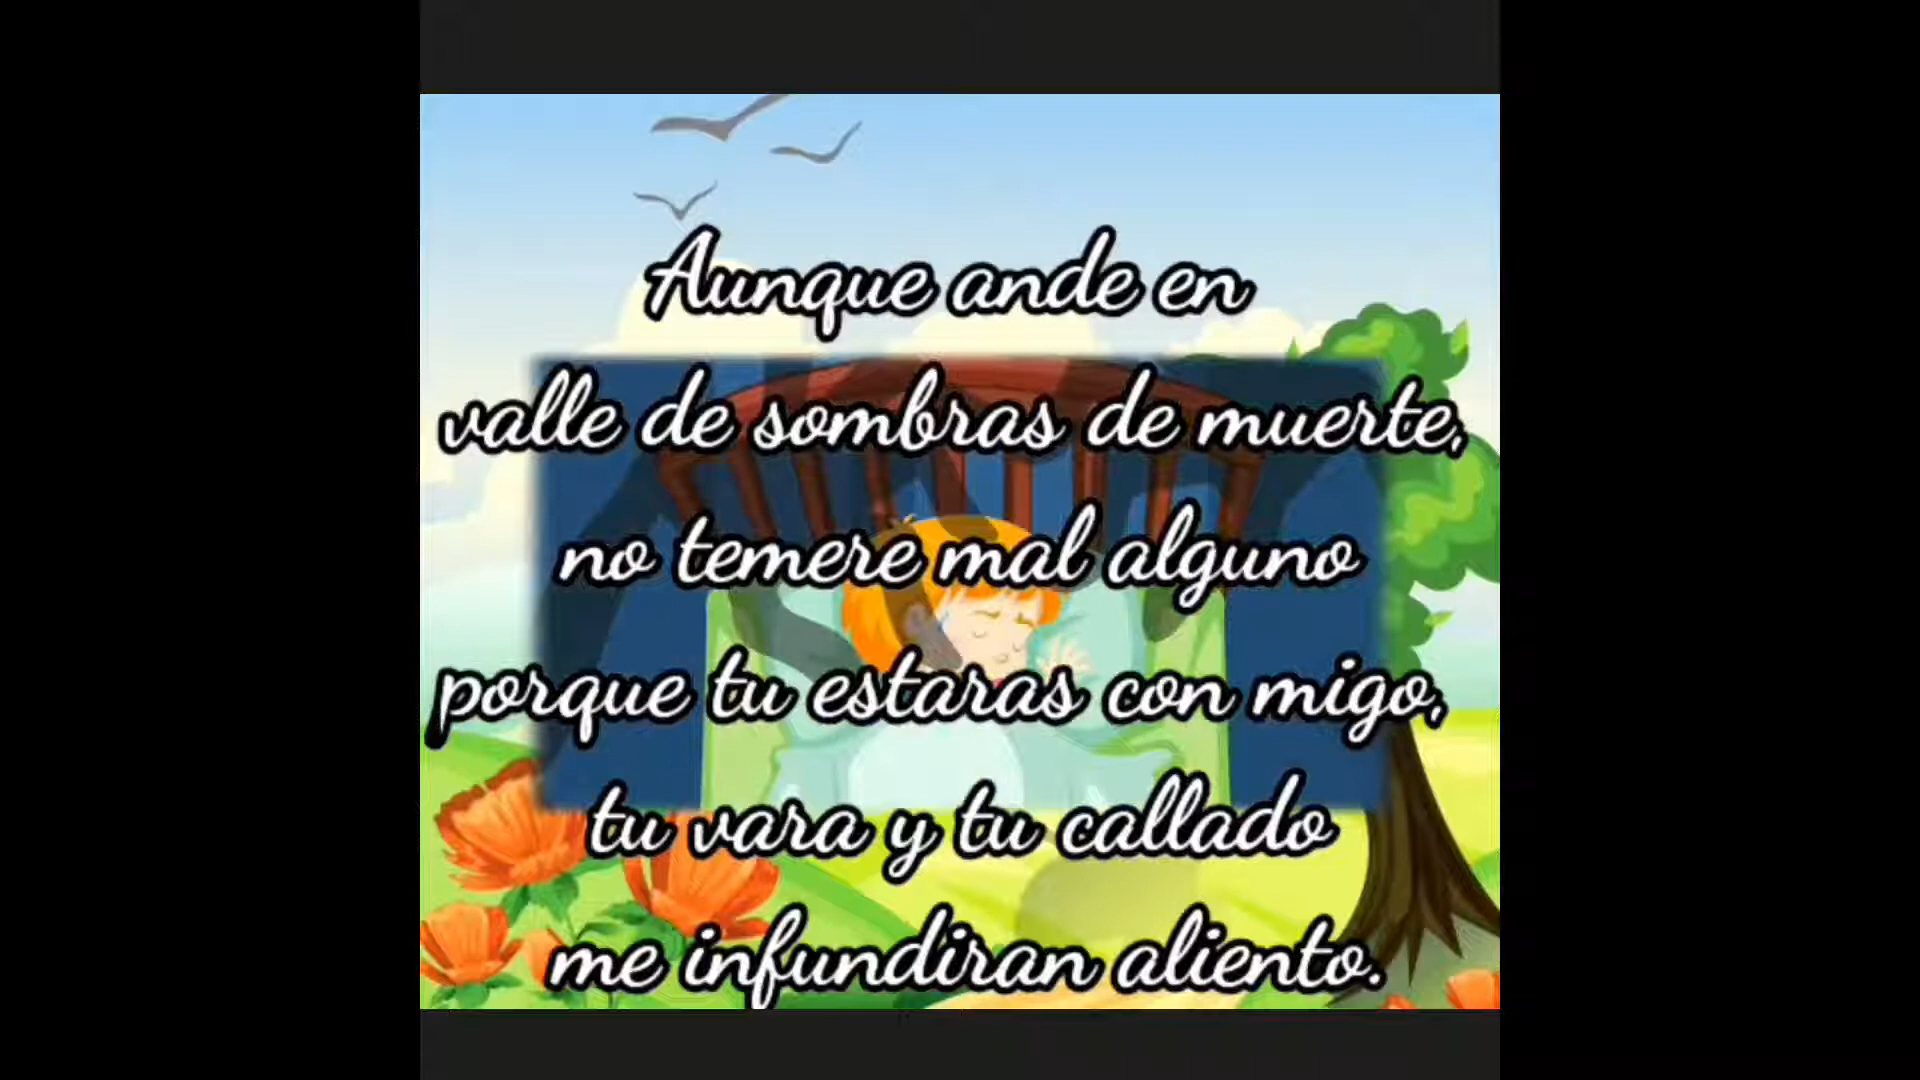 Aunque ande en
valle de sombras de muerte,
no temere mal alguno
porque tu estaras con migo,
tu vara y tu callado
me infundiran aliento.